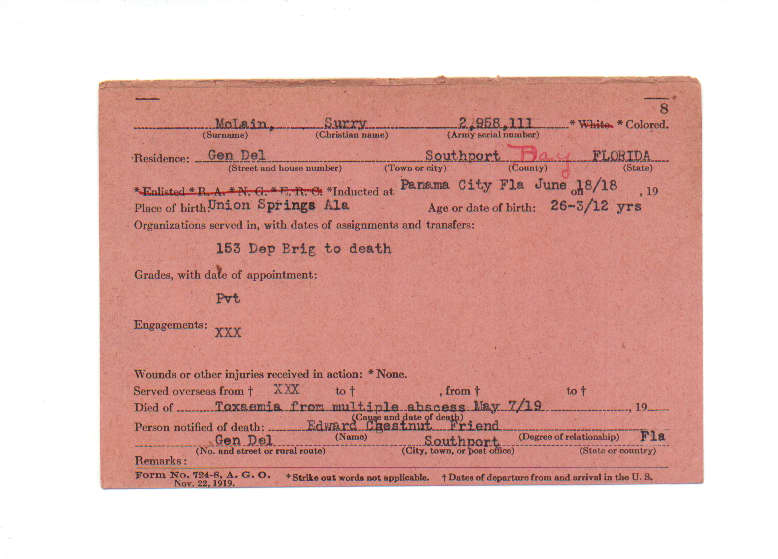 8
McLain, Surry 2,958,111 * White. * Colored.
(Surname) (Christian name) (Army serial number)
Residence: Gen Del Southport Bay FLORIDA
(Street and house number) (Town or city) (County) (State)
* Enlisted * R. A. * N. G. * E. R. C. * Inducted at Panama City Fla June on 18/18 , 19
Place of birth: Union Springs Ala Age or date of birth: 26-3/12 yrs
Organizations served in, with dates of assignments and transfers:
153 Dep Brig to death
Grades, with date of appointment:
Pvt
Engagements: XXX
Wounds or other injuries received in action: * None.
Served overseas from † XXX to † , from † to †
Died of Toxaemia from multiple abscess May 7/19 , 19
(Cause and date of death)
Person notified of death: Edward Chestnut Friend
(Name) (Degree of relationship)
Gen Del Southport Fla
(No. and street or rural route) (City, town, or post office) (State or country)
Remarks:
Form No. 724-8, A. G. O. * Strike out words not applicable. † Dates of departure from and arrival in the U. S.
Nov. 22, 1919.